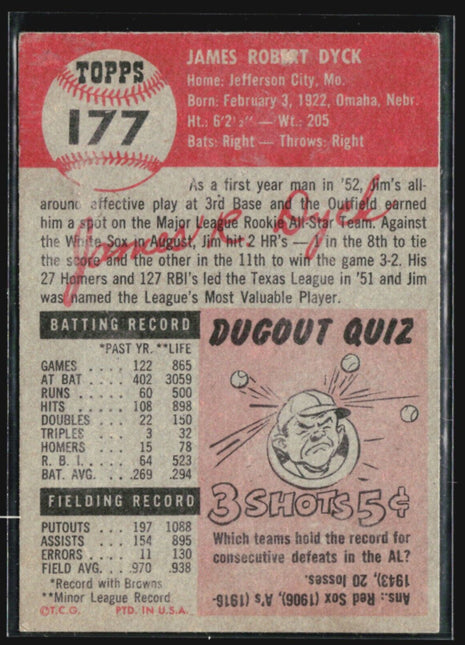 TOPPS
177
JAMES ROBERT DYCK
Home: Jefferson City, Mo.
Born: February 3, 1922, Omaha, Nebr.
Ht.: 6'2½" — Wt.: 205
Bats: Right — Throws: Right
As a first year man in '52, Jim's all-
around effective play at 3rd Base and the Outfield earned
him a spot on the Major League Rookie All-Star Team. Against
the White Sox in August, Jim hit 2 HR's — 1 in the 8th to tie
the score and the other in the 11th to win the game 3-2. His
27 Homers and 127 RBI's led the Texas League in '51 and Jim
was named the League's Most Valuable Player.
James R Dyck
BATTING RECORD
*PAST YR. **LIFE
GAMES .... 122 865
AT BAT .... 402 3059
RUNS ..... 60 500
HITS ..... 108 898
DOUBLES .. 22 150
TRIPLES ... 3 32
HOMERS ... 15 78
R. B. I. .... 64 523
BAT. AVG. ... .269 .294
FIELDING RECORD
PUTOUTS ... 197 1088
ASSISTS .... 154 895
ERRORS .... 11 130
FIELD AVG. .. .970 .938
*Record with Browns
**Minor League Record
©T.C.G. PTD. IN U.S.A.
DUGOUT QUIZ
3 SHOTS 5¢
Which teams hold the record for
consecutive defeats in the AL?
Ans.: Red Sox (1906), A's (1916-
1943), 20 losses.